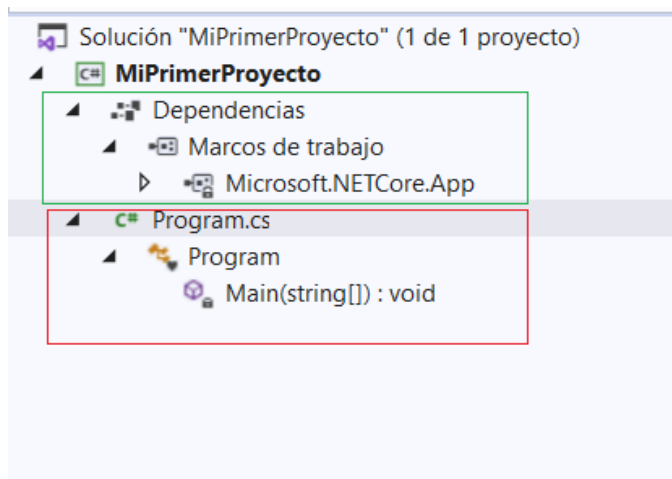 Solución "MiPrimerProyecto" (1 de 1 proyecto)
C# MiPrimerProyecto
Dependencias
Marcos de trabajo
Microsoft.NETCore.App
C# Program.cs
Program
Main(string[]) : void